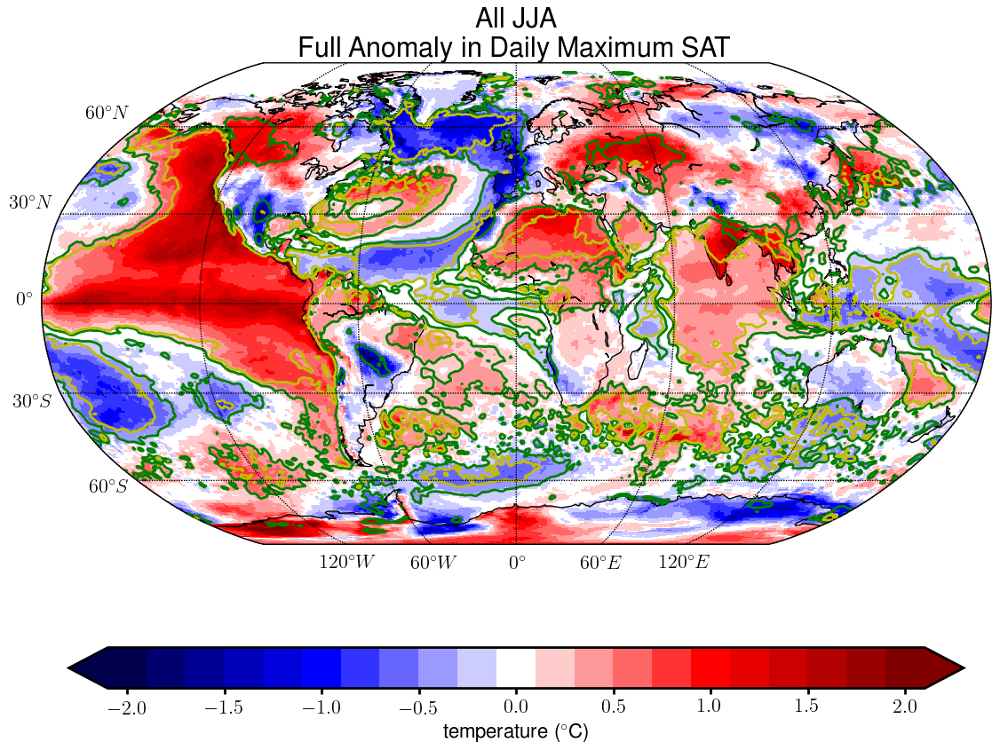 All JJA
Full Anomaly in Daily Maximum SAT
60°N
30°N
0°
30°S
60°S
120°W 60°W 0° 60°E 120°E
−2.0 −1.5 −1.0 −0.5 0.0 0.5 1.0 1.5 2.0
temperature (°C)